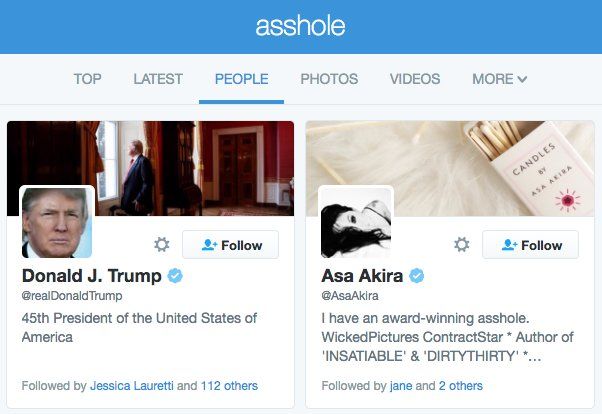 asshole
TOP LATEST PEOPLE PHOTOS VIDEOS MORE
CANDLES
BY
ASA AKIRA
Follow
Donald J. Trump
@realDonaldTrump
45th President of the United States of
America
Followed by Jessica Lauretti and 112 others
Follow
Asa Akira
@AsaAkira
I have an award-winning asshole.
WickedPictures ContractStar * Author of
'INSATIABLE' & 'DIRTYTHIRTY' *...
Followed by jane and 2 others